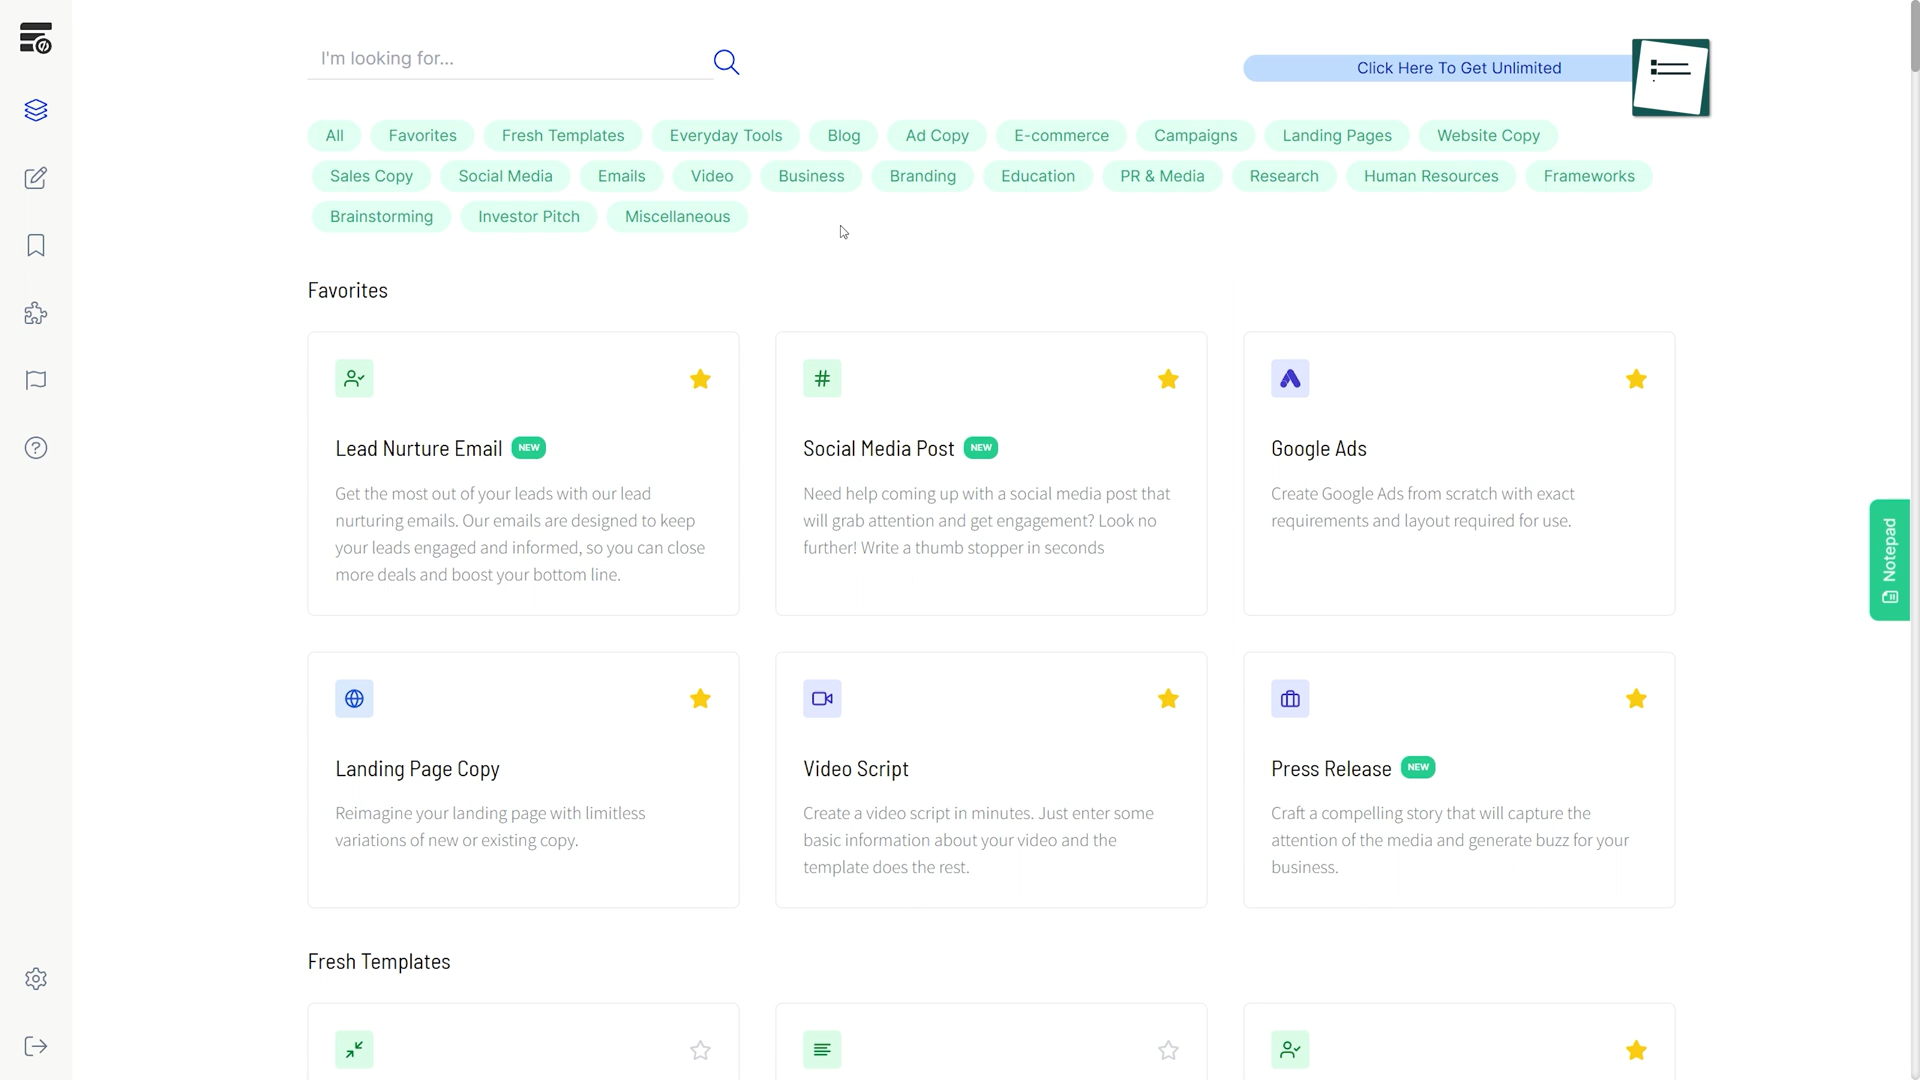 I'm looking for...
Click Here To Get Unlimited
All Favorites Fresh Templates Everyday Tools Blog Ad Copy E-commerce Campaigns Landing Pages Website Copy
Sales Copy Social Media Emails Video Business Branding Education PR & Media Research Human Resources Frameworks
Brainstorming Investor Pitch Miscellaneous
Favorites
Lead Nurture Email NEW
Get the most out of your leads with our lead
nurturing emails. Our emails are designed to keep
your leads engaged and informed, so you can close
more deals and boost your bottom line.
Social Media Post NEW
Need help coming up with a social media post that
will grab attention and get engagement? Look no
further! Write a thumb stopper in seconds
Google Ads
Create Google Ads from scratch with exact
requirements and layout required for use.
Notepad
Landing Page Copy
Reimagine your landing page with limitless
variations of new or existing copy.
Video Script
Create a video script in minutes. Just enter some
basic information about your video and the
template does the rest.
Press Release NEW
Craft a compelling story that will capture the
attention of the media and generate buzz for your
business.
Fresh Templates